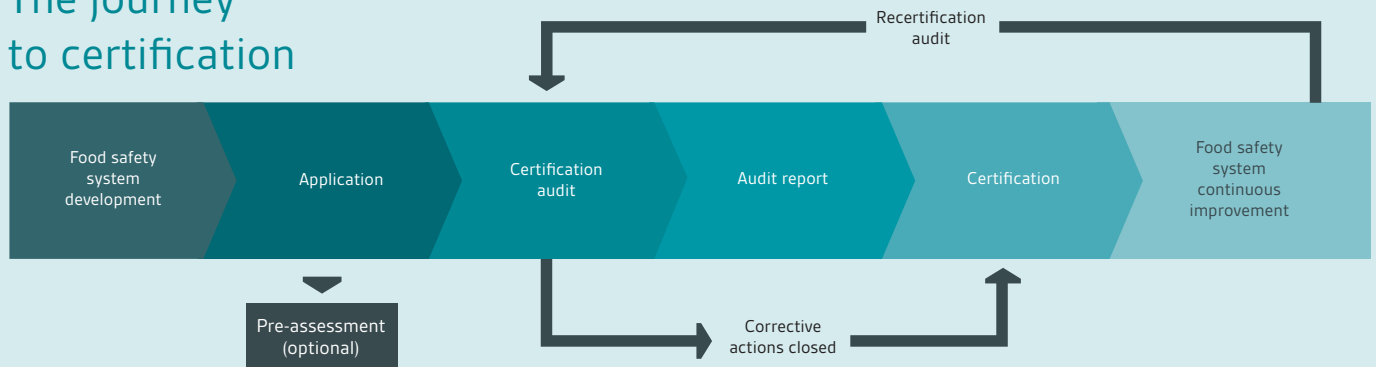 The journey
to certification
Recertification
audit
Food safety
system
development
Application
Certification
audit
Audit report
Certification
Food safety
system
continuous
improvement
Pre-assessment
(optional)
Corrective
actions closed